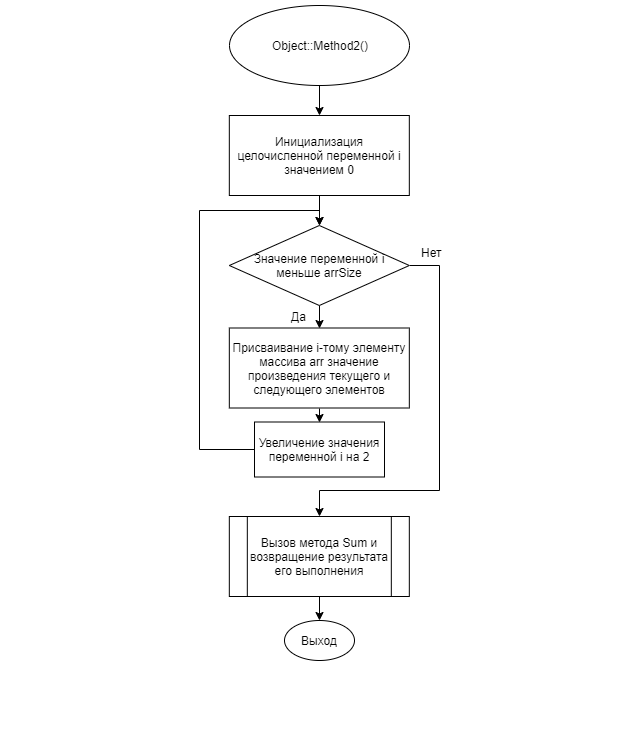 Object::Method2()
Инициализация
целочисленной переменной i
значением 0
Значение переменной i
меньше arrSize
Нет
Да
Присваивание i-тому элементу
массива arr значение
произведения текущего и
следующего элементов
Увеличение значения
переменной i на 2
Вызов метода Sum и
возвращение результата
его выполнения
Выход